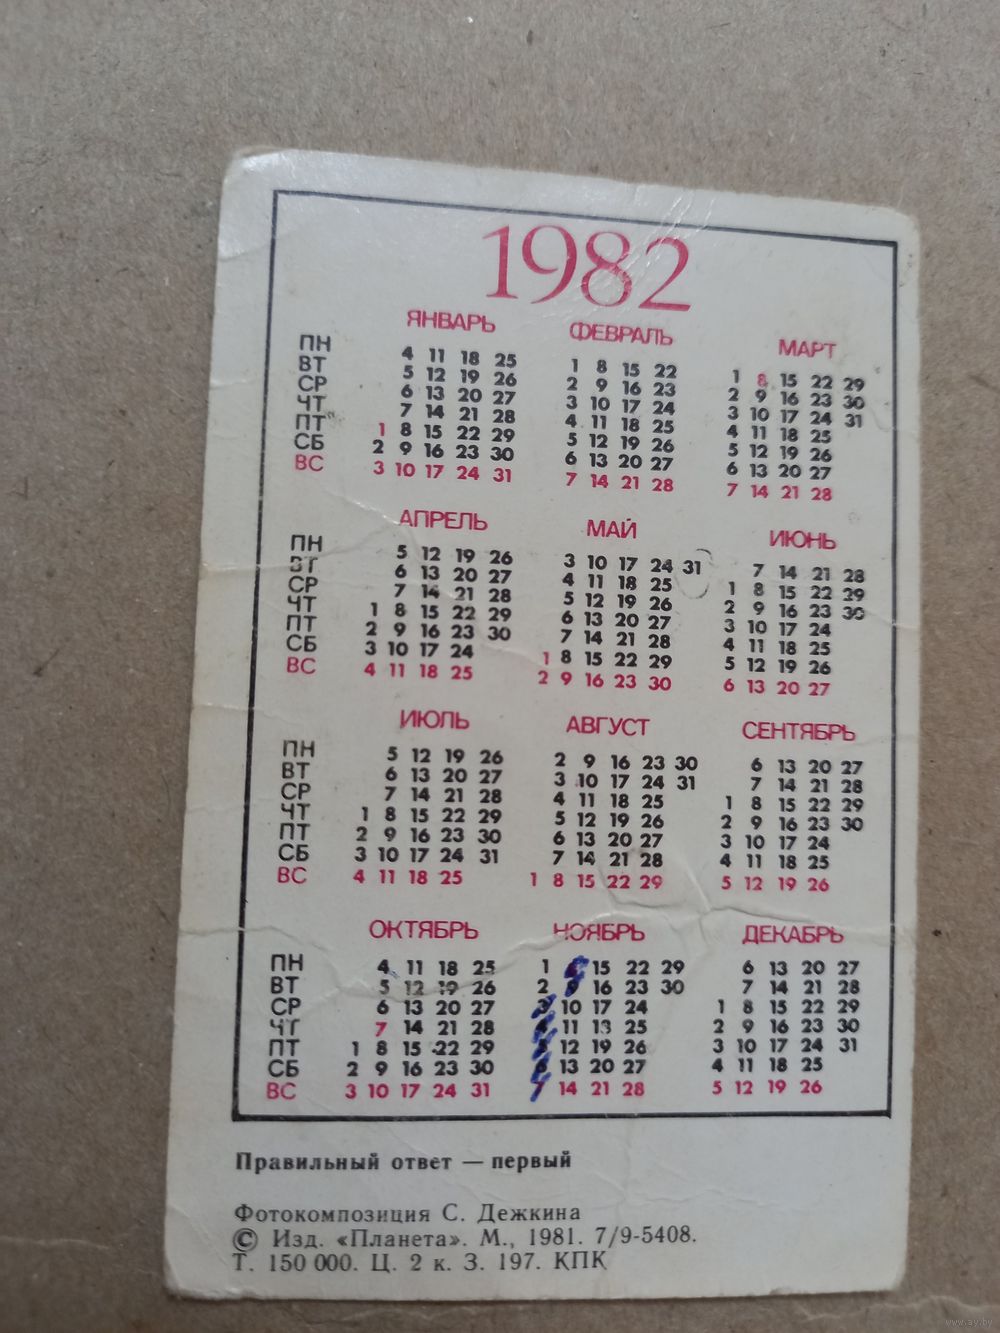 1982
ЯНВАРЬ ФЕВРАЛЬ МАРТ
ПН 4 11 18 25 1 8 15 22 1 8 15 22 29
ВТ 5 12 19 26 2 9 16 23 2 9 16 23 30
СР 6 13 20 27 3 10 17 24 3 10 17 24 31
ЧТ 7 14 21 28 4 11 18 25 4 11 18 25
ПТ 1 8 15 22 29 5 12 19 26 5 12 19 26
СБ 2 9 16 23 30 6 13 20 27 6 13 20 27
ВС 3 10 17 24 31 7 14 21 28 7 14 21 28
АПРЕЛЬ МАЙ ИЮНЬ
ПН 5 12 19 26 3 10 17 24 31 7 14 21 28
ВТ 6 13 20 27 4 11 18 25 1 8 15 22 29
СР 7 14 21 28 5 12 19 26 2 9 16 23 30
ЧТ 1 8 15 22 29 6 13 20 27 3 10 17 24
ПТ 2 9 16 23 30 7 14 21 28 4 11 18 25
СБ 3 10 17 24 1 8 15 22 29 5 12 19 26
ВС 4 11 18 25 2 9 16 23 30 6 13 20 27
ИЮЛЬ АВГУСТ СЕНТЯБРЬ
ПН 5 12 19 26 2 9 16 23 30 6 13 20 27
ВТ 6 13 20 27 3 10 17 24 31 7 14 21 28
СР 7 14 21 28 4 11 18 25 1 8 15 22 29
ЧТ 1 8 15 22 29 5 12 19 26 2 9 16 23 30
ПТ 2 9 16 23 30 6 13 20 27 3 10 17 24
СБ 3 10 17 24 31 7 14 21 28 4 11 18 25
ВС 4 11 18 25 1 8 15 22 29 5 12 19 26
ОКТЯБРЬ НОЯБРЬ ДЕКАБРЬ
ПН 4 11 18 25 1 15 22 29 6 13 20 27
ВТ 5 12 19 26 2 9 16 23 30 7 14 21 28
СР 6 13 20 27 3 10 17 24 1 8 15 22 29
ЧТ 7 14 21 28 4 11 18 25 2 9 16 23 30
ПТ 1 8 15 22 29 5 12 19 26 3 10 17 24 31
СБ 2 9 16 23 30 6 13 20 27 4 11 18 25
ВС 3 10 17 24 31 7 14 21 28 5 12 19 26
Правильный ответ — первый
Фотокомпозиция С. Дежкина
© Изд. «Планета». М., 1981. 7/9-5408.
Т. 150 000. Ц. 2 к. З. 197. КПК
www.ay.by